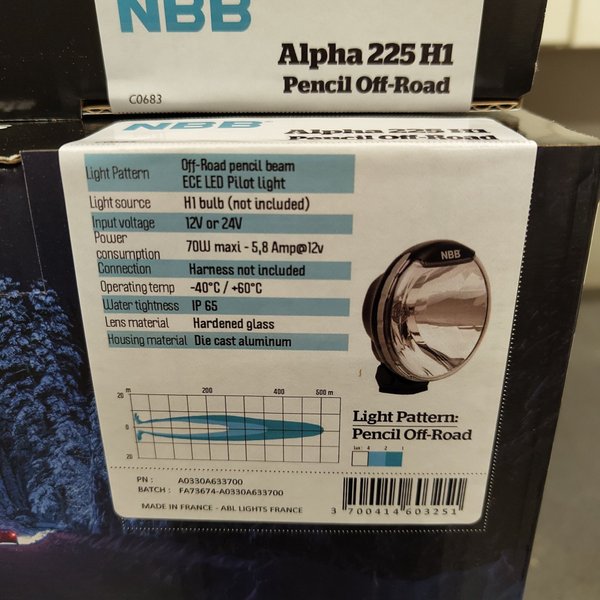 NBB
Alpha 225 H1
Pencil Off-Road
C0683
NBB
Alpha 225 H1
Pencil Off-Road
Light Pattern Off-Road pencil beam
ECE LED Pilot light
Light source H1 bulb (not included)
Input voltage 12V or 24V
Power
consumption 70W maxi - 5,8 Amp@12v
Connection Harness not included
Operating temp -40°C / +60°C
Water tightness IP 65
Lens material Hardened glass
Housing material Die cast aluminum
NBB
20 m 200 400 500 m
0
20
Light Pattern:
Pencil Off-Road
lux: 4 2 1
PN : A0330A633700
BATCH : FA73674-A0330A633700
MADE IN FRANCE - ABL LIGHTS FRANCE
3 700414 603251